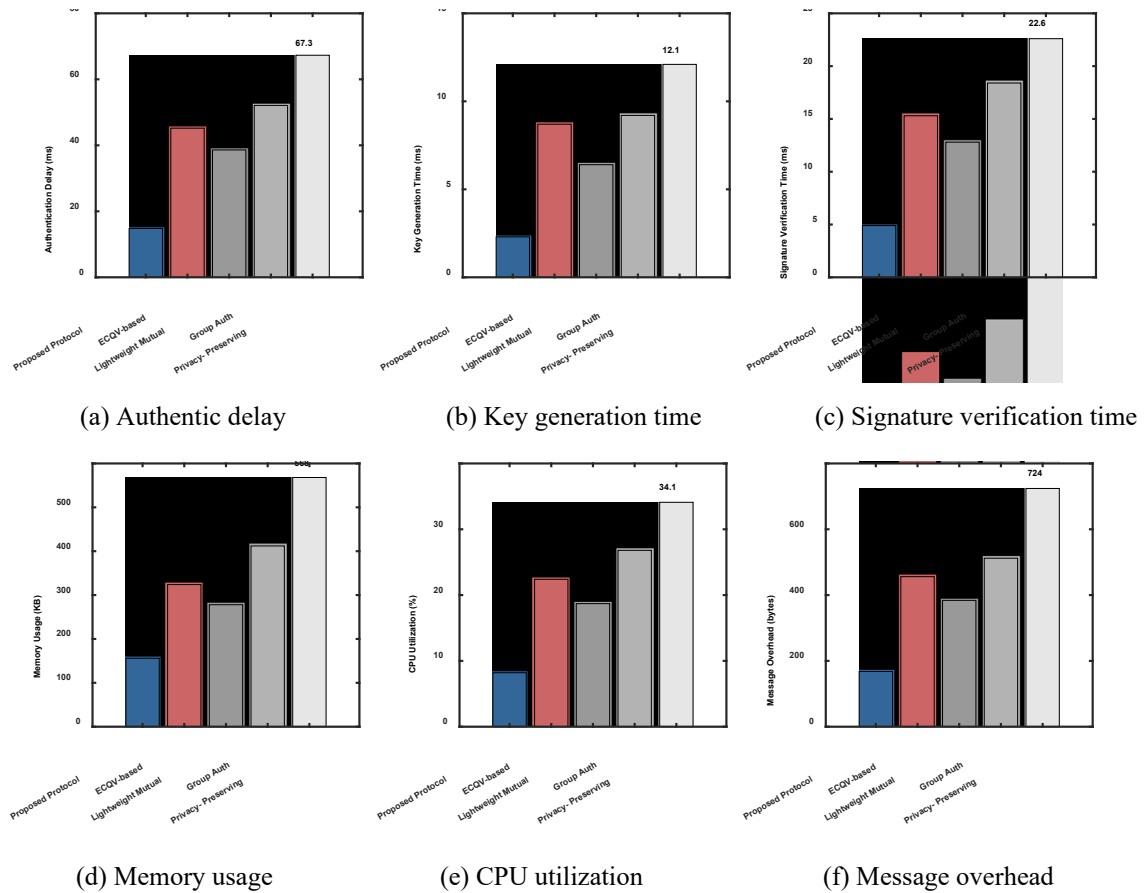 80
60
40
20
0
Authentication Delay (ms)
67.3
Proposed Protocol
ECQV-based
Lightweight Mutual
Group Auth
Privacy- Preserving
(a) Authentic delay
15
10
5
0
Key Generation Time (ms)
12.1
Proposed Protocol
ECQV-based
Lightweight Mutual
Group Auth
Privacy- Preserving
(b) Key generation time
25
20
15
10
5
0
Signature Verification Time (ms)
22.6
Proposed Protocol
ECQV-based
Lightweight Mutual
Group Auth
Privacy- Preserving
(c) Signature verification time
500
400
300
200
100
0
Memory Usage (KB)
568
Proposed Protocol
ECQV-based
Lightweight Mutual
Group Auth
Privacy- Preserving
(d) Memory usage
30
20
10
0
CPU Utilization (%)
34.1
Proposed Protocol
ECQV-based
Lightweight Mutual
Group Auth
Privacy- Preserving
(e) CPU utilization
600
400
200
0
Message Overhead (bytes)
724
Proposed Protocol
ECQV-based
Lightweight Mutual
Group Auth
Privacy- Preserving
(f) Message overhead